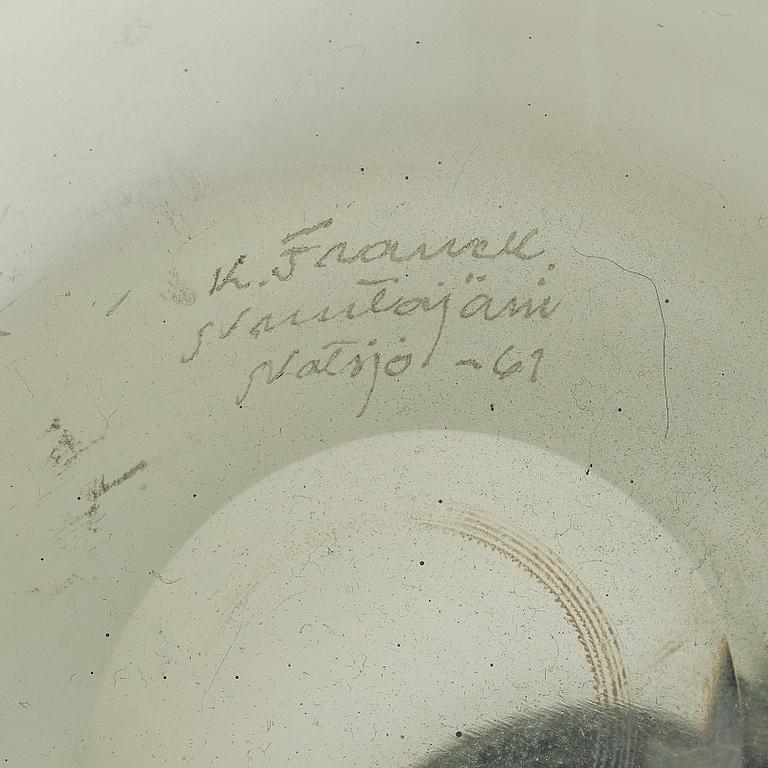 K. Franck.
Nuutajärvi
Notsjö -61